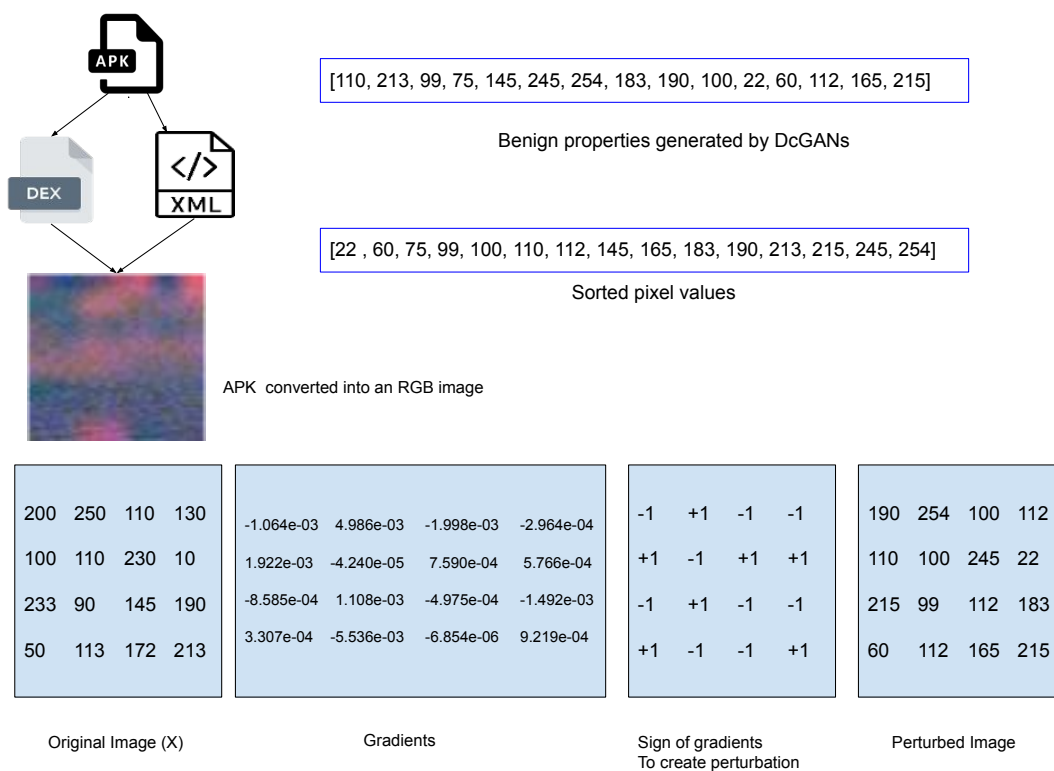 APK
[110, 213, 99, 75, 145, 245, 254, 183, 190, 100, 22, 60, 112, 165, 215]
Benign properties generated by DcGANs
DEX
</>
XML
[22 , 60, 75, 99, 100, 110, 112, 145, 165, 183, 190, 213, 215, 245, 254]
Sorted pixel values
APK converted into an RGB image
200 250 110 130
100 110 230 10
233 90 145 190
50 113 172 213
Original Image (X)
-1.064e-03 4.986e-03 -1.998e-03 -2.964e-04
1.922e-03 -4.240e-05 7.590e-04 5.766e-04
-8.585e-04 1.108e-03 -4.975e-04 -1.492e-03
3.307e-04 -5.536e-03 -6.854e-06 9.219e-04
Gradients
-1 +1 -1 -1
+1 -1 +1 +1
-1 +1 -1 -1
+1 -1 -1 +1
Sign of gradients
To create perturbation
190 254 100 112
110 100 245 22
215 99 112 183
60 112 165 215
Perturbed Image